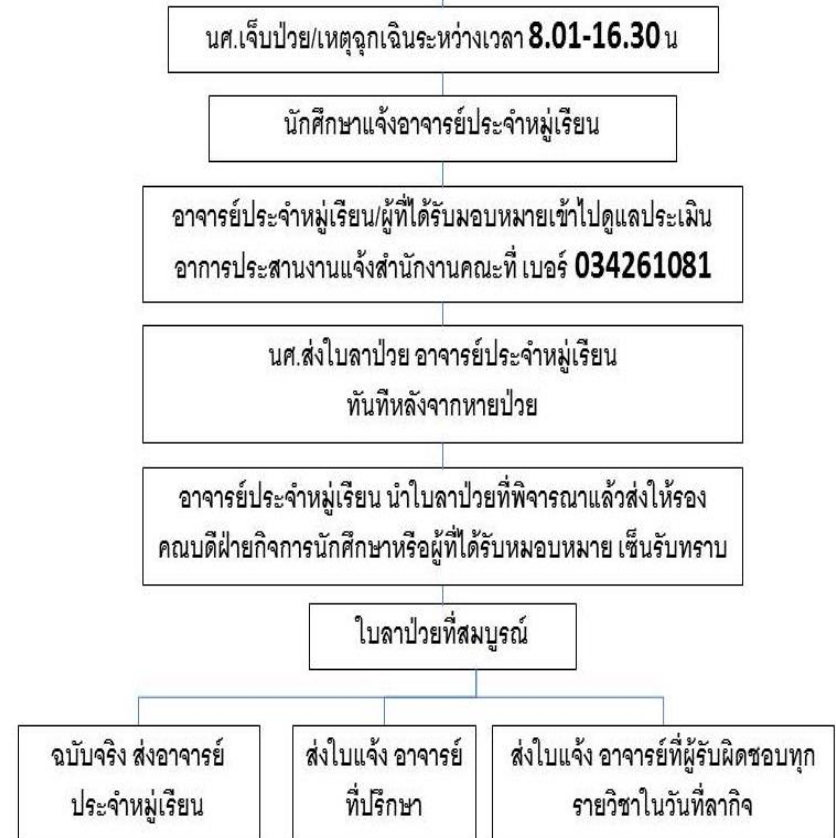 นศ.เจ็บป่วย/เหตุฉุกเฉินระหว่างเวลา 8.01-16.30 น
นักศึกษาแจ้งอาจารย์ประจำหมู่เรียน
อาจารย์ประจำหมู่เรียน/ผู้ที่ได้รับมอบหมายเข้าไปดูแลประเมิน
อาการประสานงานแจ้งสำนักงานคณะที่ เบอร์ 034261081
นศ.ส่งใบลาป่วย อาจารย์ประจำหมู่เรียน
ทันทีหลังจากหายป่วย
อาจารย์ประจำหมู่เรียน นำใบลาป่วยที่พิจารณาแล้วส่งให้รอง
คณบดีฝ่ายกิจการนักศึกษาหรือผู้ที่ได้รับหมอบหมาย เซ็นรับทราบ
ใบลาป่วยที่สมบูรณ์
ฉบับจริง ส่งอาจารย์
ประจำหมู่เรียน
ส่งใบแจ้ง อาจารย์
ที่ปรึกษา
ส่งใบแจ้ง อาจารย์ที่ผู้รับผิดชอบทุก
รายวิชาในวันที่ลากิจ